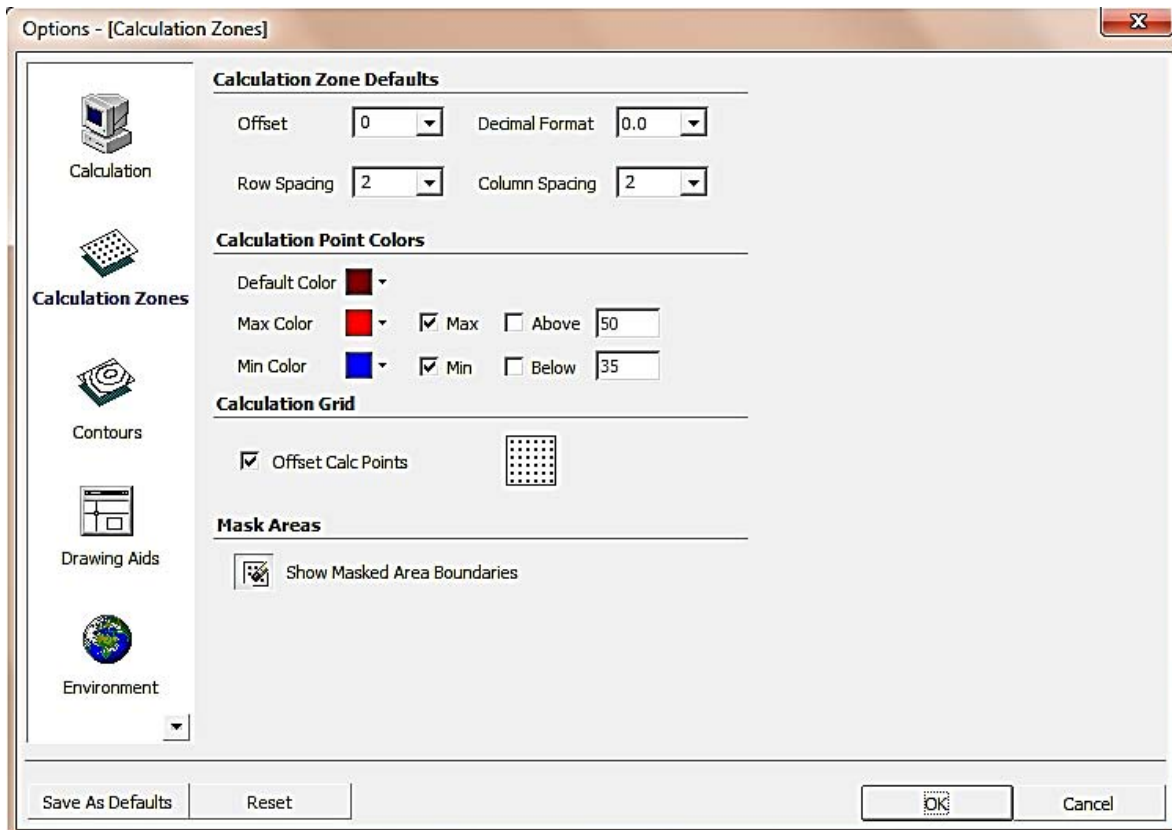 Options - [Calculation Zones]
x
Calculation
Calculation Zones
Contours
Drawing Aids
Environment
Calculation Zone Defaults
Offset 0 Decimal Format 0.0
Row Spacing 2 Column Spacing 2
Calculation Point Colors
Default Color
Max Color Max Above 50
Min Color Min Below 35
Calculation Grid
Offset Calc Points
Mask Areas
Show Masked Area Boundaries
Save As Defaults Reset OK Cancel